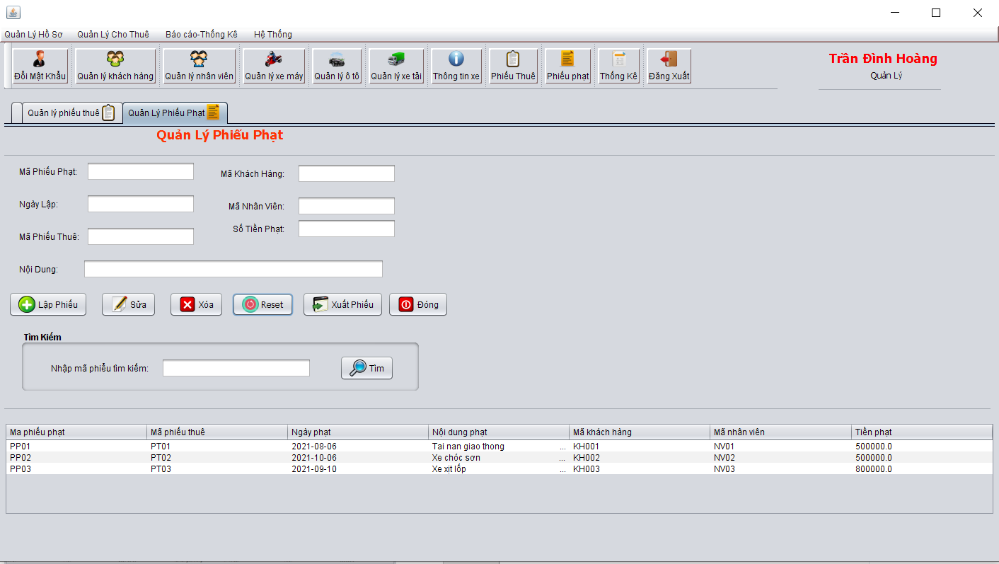 Quản Lý Hồ Sơ Quản Lý Cho Thuê Báo cáo-Thống Kê Hệ Thống
Đổi Mật Khẩu Quản lý khách hàng Quản lý nhân viên Quản lý xe máy Quản lý ô tô Quản lý xe tải Thông tin xe Phiếu Thuê Phiếu phạt Thống Kê Đăng Xuất
Trần Đình Hoàng
Quản Lý
Quản lý phiếu thuê Quản Lý Phiếu Phạt
Quản Lý Phiếu Phạt
Mã Phiếu Phạt: Mã Khách Hàng:
Ngày Lập: Mã Nhân Viên:
Số Tiền Phạt:
Mã Phiếu Thuê:
Nội Dung:
Lập Phiếu Sửa Xóa Reset Xuất Phiếu Đóng
Tìm Kiếm
Nhập mã phiếu tìm kiếm: Tìm
Ma phiếu phạt Mã phiếu thuê Ngày phạt Nội dung phạt Mã khách hàng Mã nhân viên Tiền phạt
PP01 PT01 2021-08-06 Tai nan giao thong ... KH001 NV01 500000.0
PP02 PT02 2021-10-06 Xe chóc sơn ... KH002 NV02 500000.0
PP03 PT03 2021-09-10 Xe xịt lốp ... KH003 NV03 800000.0